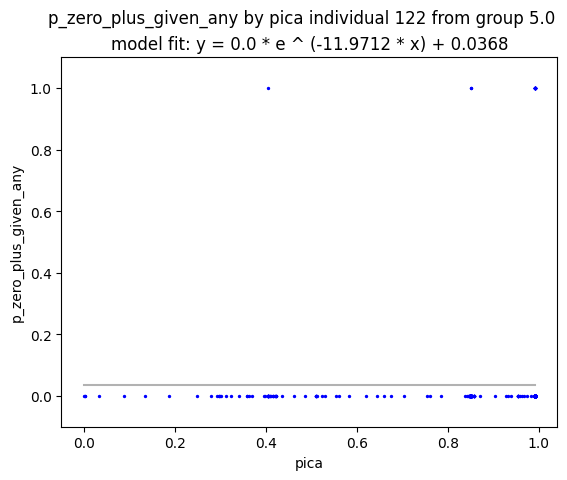 p_zero_plus_given_any by pica individual 122 from group 5.0
model fit: y = 0.0 * e ^ (-11.9712 * x) + 0.0368
1.0
0.8
0.6
0.4
0.2
0.0
p_zero_plus_given_any
0.0 0.2 0.4 0.6 0.8 1.0
pica